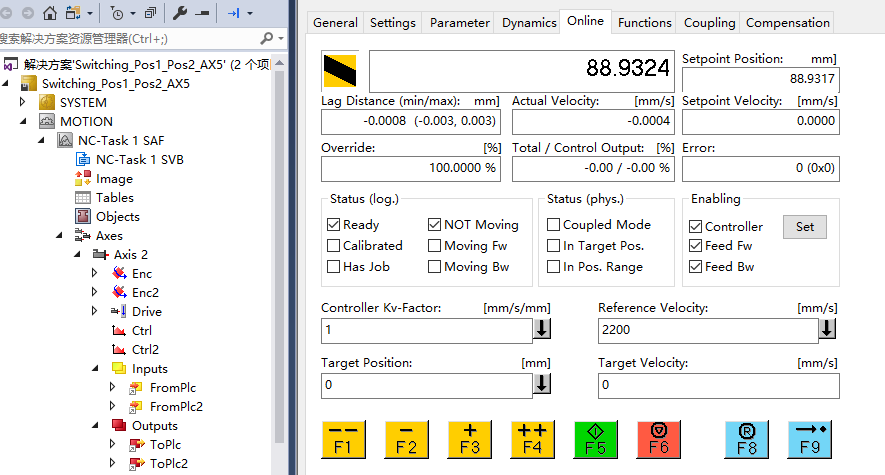 搜索解决方案资源管理器(Ctrl+;)
解决方案'Switching_Pos1_Pos2_AX5' (2 个项
Switching_Pos1_Pos2_AX5
SYSTEM
MOTION
NC-Task 1 SAF
NC-Task 1 SVB
Image
Tables
Objects
Axes
Axis 2
Enc
Enc2
Drive
Ctrl
Ctrl2
Inputs
FromPlc
FromPlc2
Outputs
ToPlc
ToPlc2
General Settings Parameter Dynamics Online Functions Coupling Compensation
88.9324
Setpoint Position: mm]
88.9317
Lag Distance (min/max): mm] Actual Velocity: [mm/s] Setpoint Velocity: [mm/s]
-0.0008 (-0.003, 0.003) -0.0004 0.0000
Override: [%] Total / Control Output: [%] Error:
100.0000 % -0.00 / -0.00 % 0 (0x0)
Status (log.) Status (phys.) Enabling
Ready NOT Moving Coupled Mode Controller Set
Calibrated Moving Fw In Target Pos. Feed Fw
Has Job Moving Bw In Pos. Range Feed Bw
Controller Kv-Factor: [mm/s/mm] Reference Velocity: [mm/s]
1 2200
Target Position: [mm] Target Velocity: [mm/s]
0 0
-- - + ++ R
F1 F2 F3 F4 F5 F6 F8 F9